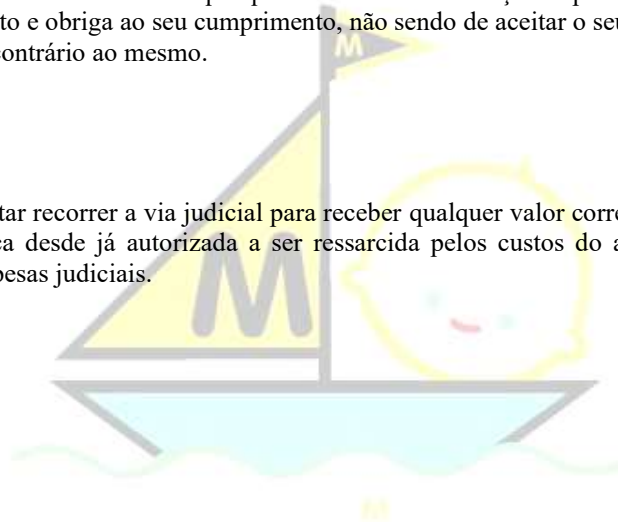 to e obriga ao seu cumprimento, não sendo de aceitar o seu
contrário ao mesmo.
M
tar recorrer a via judicial para receber qualquer valor corre
ca desde já autorizada a ser ressarcida pelos custos do a
pesas judiciais.
M
M